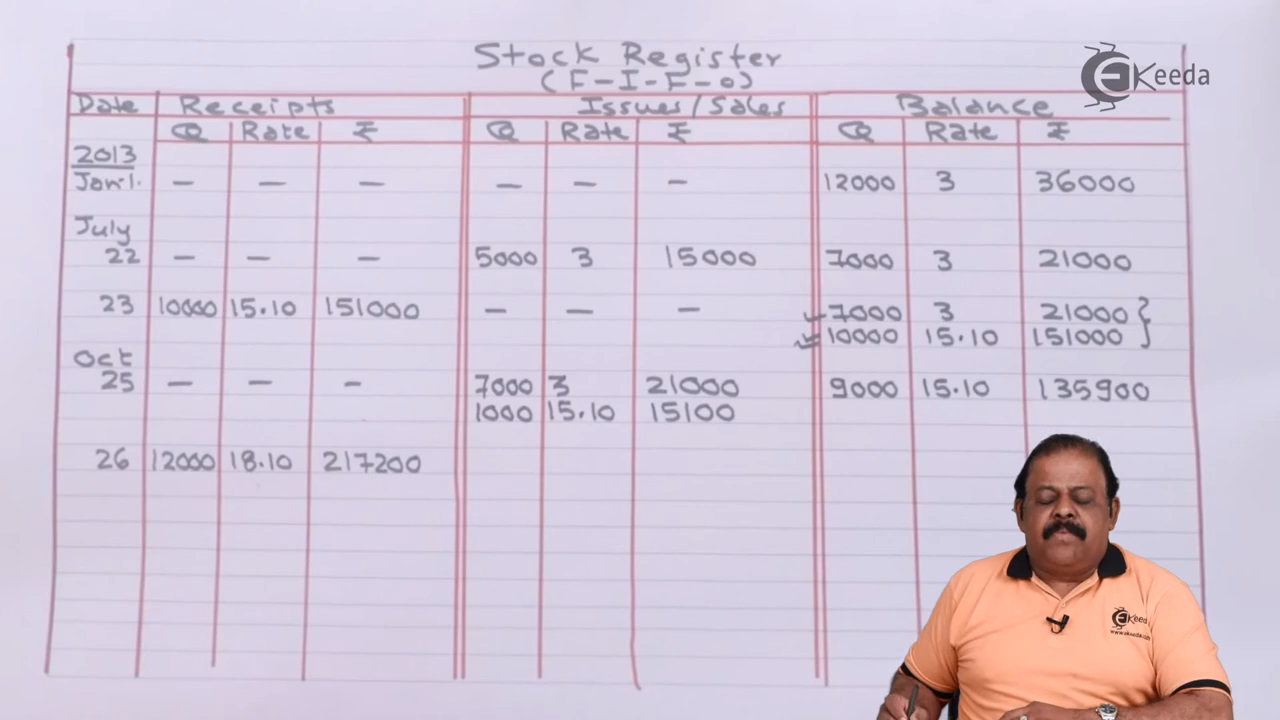 Stock Register
(F-I-F-O)
Date Receipts Issues/Sales Balance
Q Rate ₹ Q Rate ₹ Q Rate ₹
2013
Jan 1. — — — — — — 12000 3 36000
July
22 — — — 5000 3 15000 7000 3 21000
23 10000 15.10 151000 — — — 7000 3 21000
10000 15.10 151000
Oct
25 — — — 7000 3 21000 9000 15.10 135900
1000 15.10 15100
26 12000 18.10 217200
eKeeda
eKeeda
www.ekeeda.com